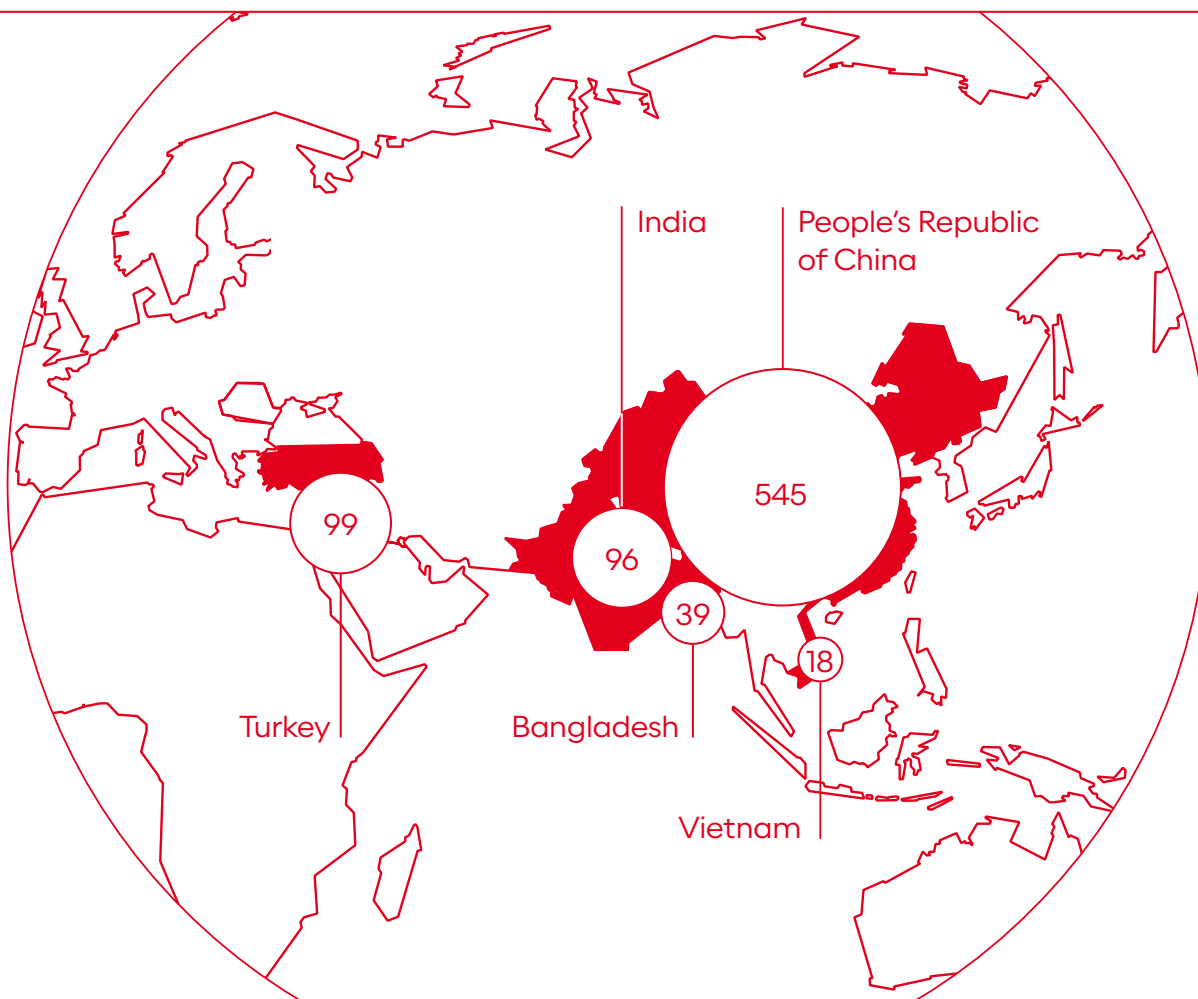 India
People's Republic
of China
545
99
96
39
18
Turkey
Bangladesh
Vietnam